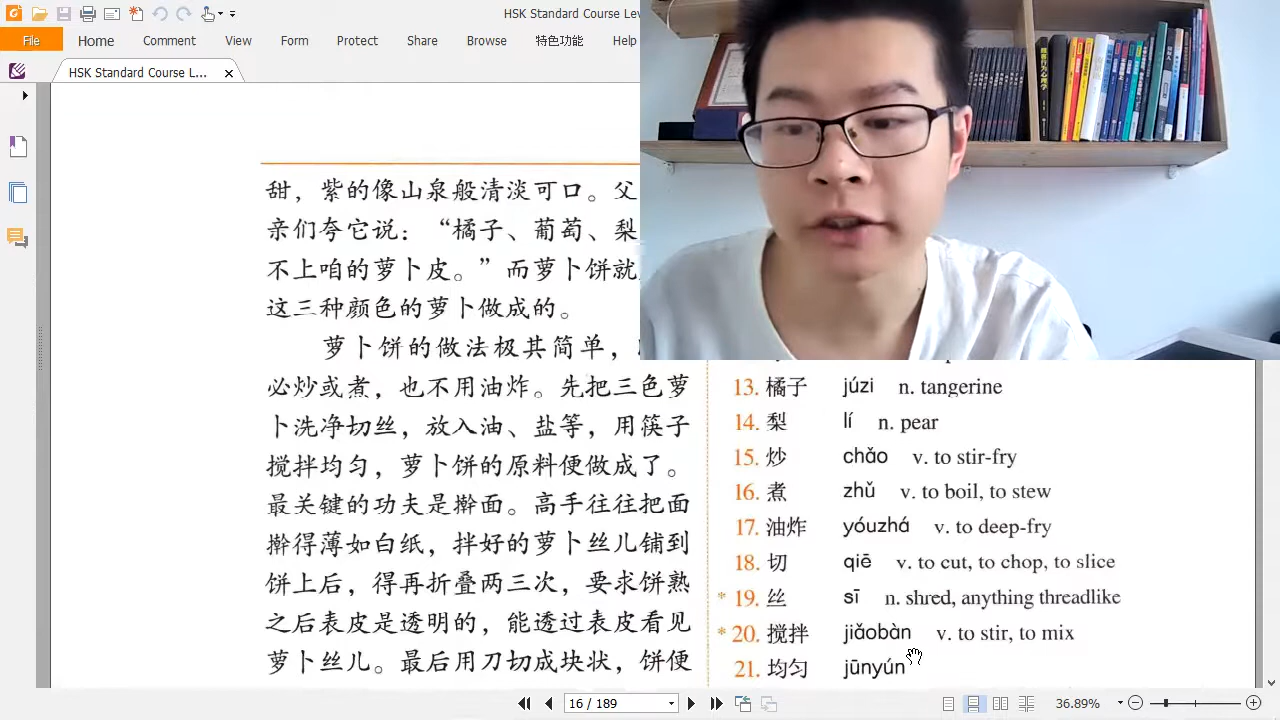 HSK Standard Course Lev
File Home Comment View Form Protect Share Browse 特色功能 Help
HSK Standard Course L...
甜，紫的像山泉般清淡可口。父
亲们夸它说：“橘子、葡萄、梨
不上咱的萝卜皮。”而萝卜饼就
这三种颜色的萝卜做成的。
萝卜饼的做法极其简单，
必炒或煮，也不用油炸。先把三色萝
卜洗净切丝，放入油、盐等，用筷子
搅拌均匀，萝卜饼的原料便做成了。
最关键的功夫是擀面。高手往往把面
擀得薄如白纸，拌好的萝卜丝儿铺到
饼上后，得再折叠两三次，要求饼熟
之后表皮是透明的，能透过表皮看见
萝卜丝儿。最后用刀切成块状，饼便
13. 橘子 júzi n. tangerine
14. 梨 lí n. pear
15. 炒 chǎo v. to stir-fry
16. 煮 zhǔ v. to boil, to stew
17. 油炸 yóuzhá v. to deep-fry
18. 切 qiē v. to cut, to chop, to slice
* 19. 丝 sī n. shred, anything threadlike
* 20. 搅拌 jiǎobàn v. to stir, to mix
21. 均匀 jūnyún
16 / 189
36.89%